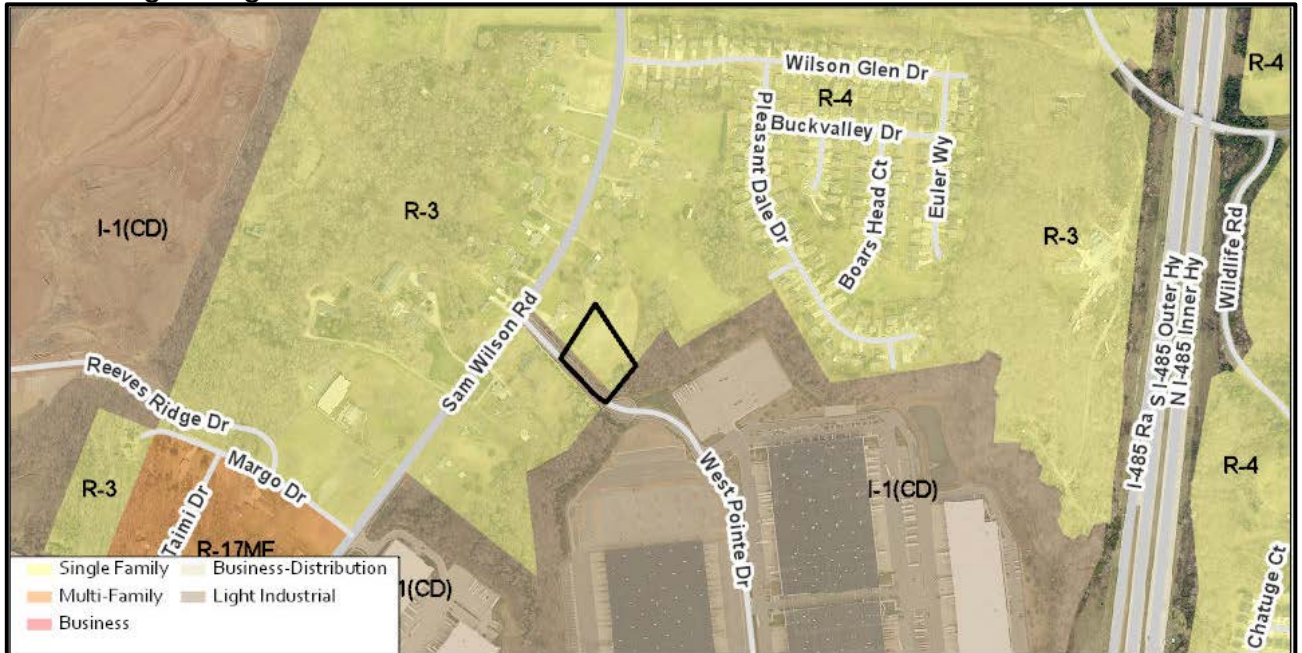 Wilson Glen Dr
R-4
R-4
Pleasant Dale Dr
Buckvalley Dr
Boars Head Ct
Euler Wy
R-3
I-1(CD)
R-3
Wildlife Rd
S I-485 Outer Hy
N I-485 Inner Hy
I-485 Ra
Sam Wilson Rd
Reeves Ridge Dr
Margo Dr
R-3
Taimi Dr
R-17MF
West Pointe Dr
I-1(CD)
R-4
Chatuge Ct
1(CD)
Single Family
Business-Distribution
Multi-Family
Light Industrial
Business